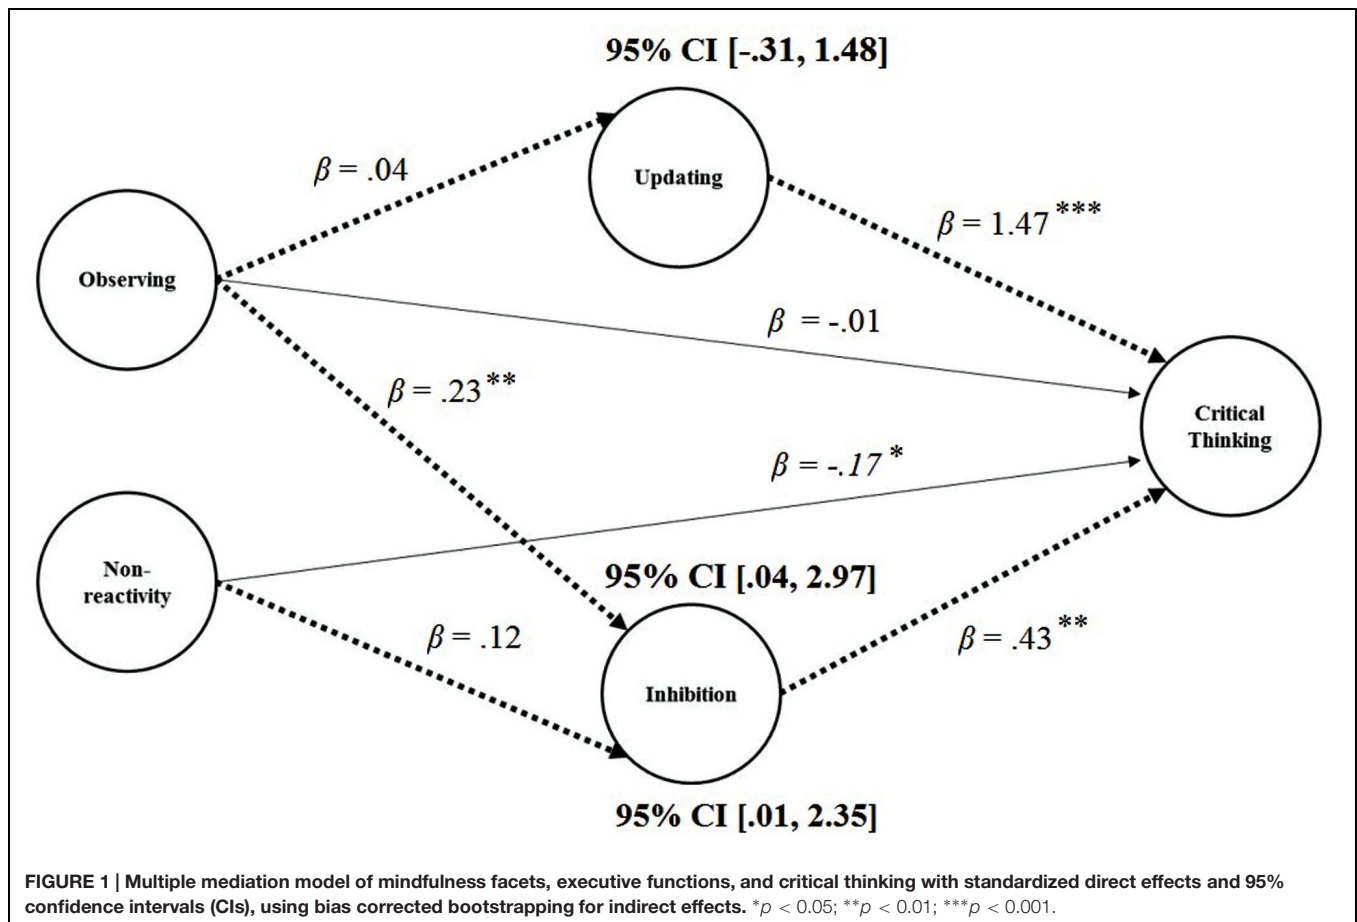 95% CI [-.31, 1.48]
Updating
β = .04
β = 1.47***
Observing
β = -.01
β = .23**
Critical
Thinking
β = -.17*
Non-
reactivity
95% CI [.04, 2.97]
β = .12
β = .43**
Inhibition
95% CI [.01, 2.35]
FIGURE 1 | Multiple mediation model of mindfulness facets, executive functions, and critical thinking with standardized direct effects and 95%
confidence intervals (CIs), using bias corrected bootstrapping for indirect effects. *p < 0.05; **p < 0.01; ***p < 0.001.